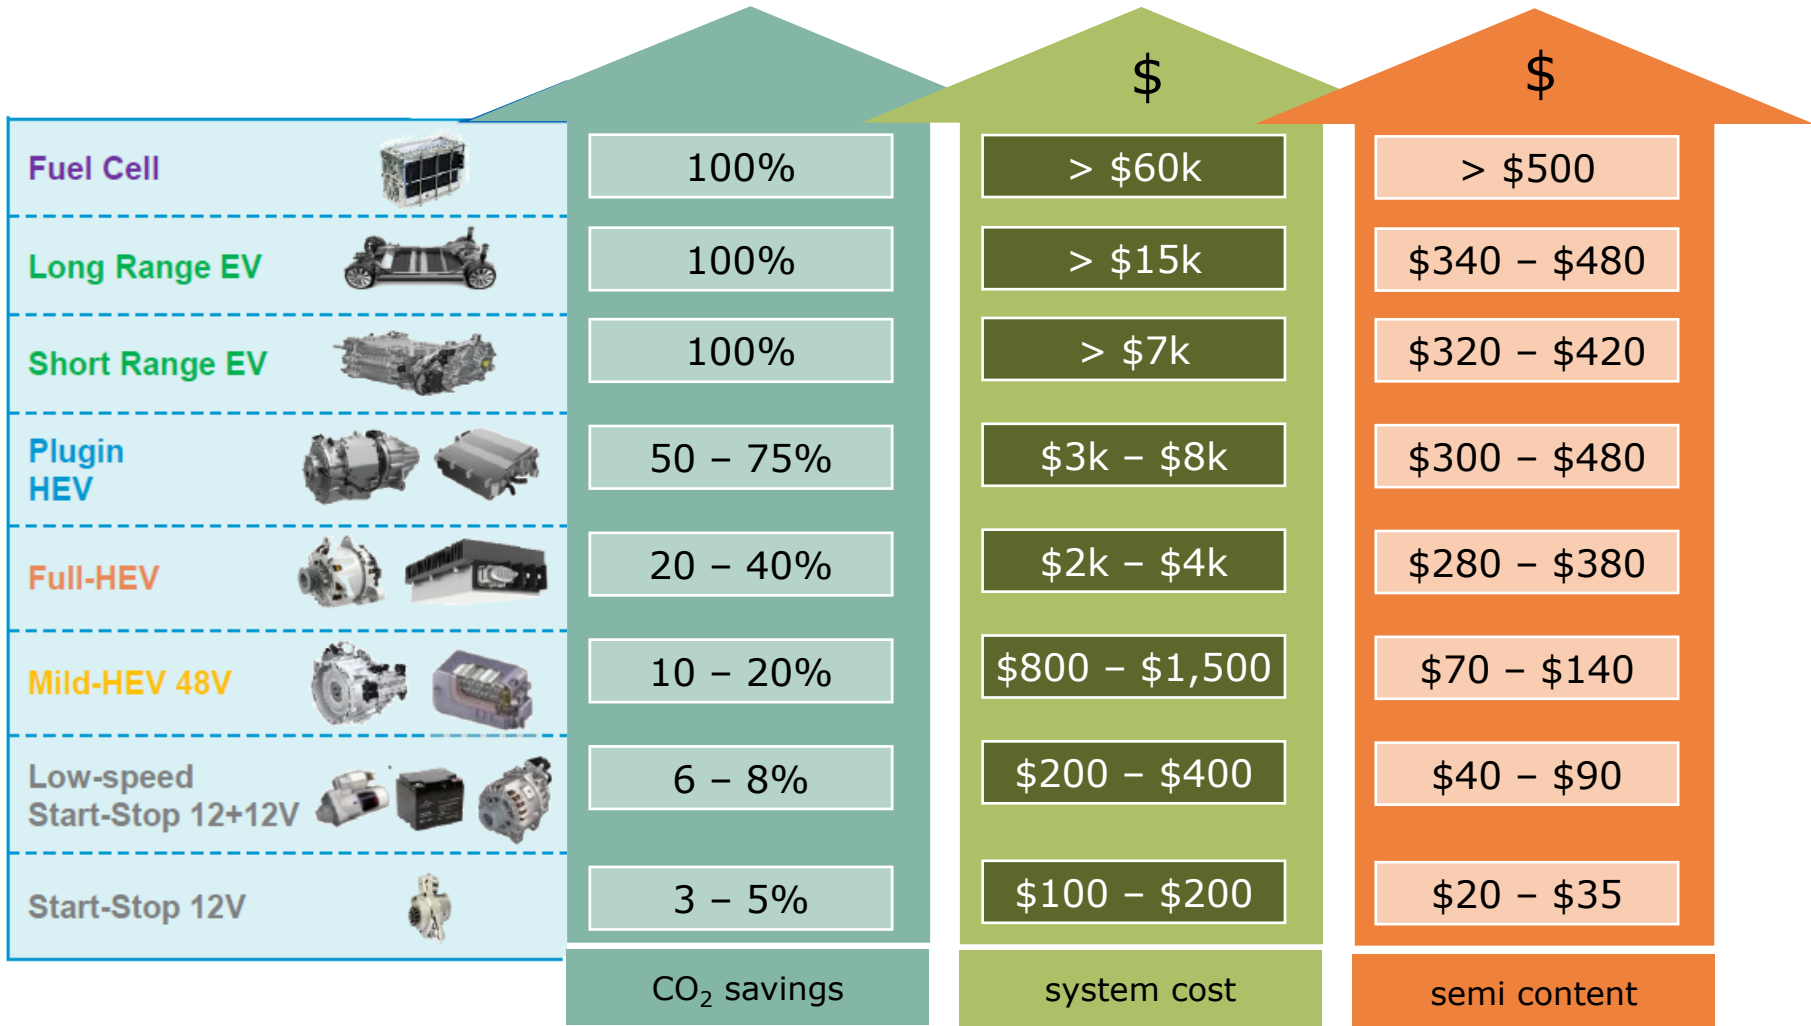 $
$
Fuel Cell
100%
> $60k
> $500
Long Range EV
100%
> $15k
$340 – $480
Short Range EV
100%
> $7k
$320 – $420
Plugin
HEV
50 – 75%
$3k – $8k
$300 – $480
Full-HEV
20 – 40%
$2k – $4k
$280 – $380
Mild-HEV 48V
10 – 20%
$800 – $1,500
$70 – $140
Low-speed
Start-Stop 12+12V
6 – 8%
$200 – $400
$40 – $90
Start-Stop 12V
3 – 5%
$100 – $200
$20 – $35
CO₂ savings
system cost
semi content